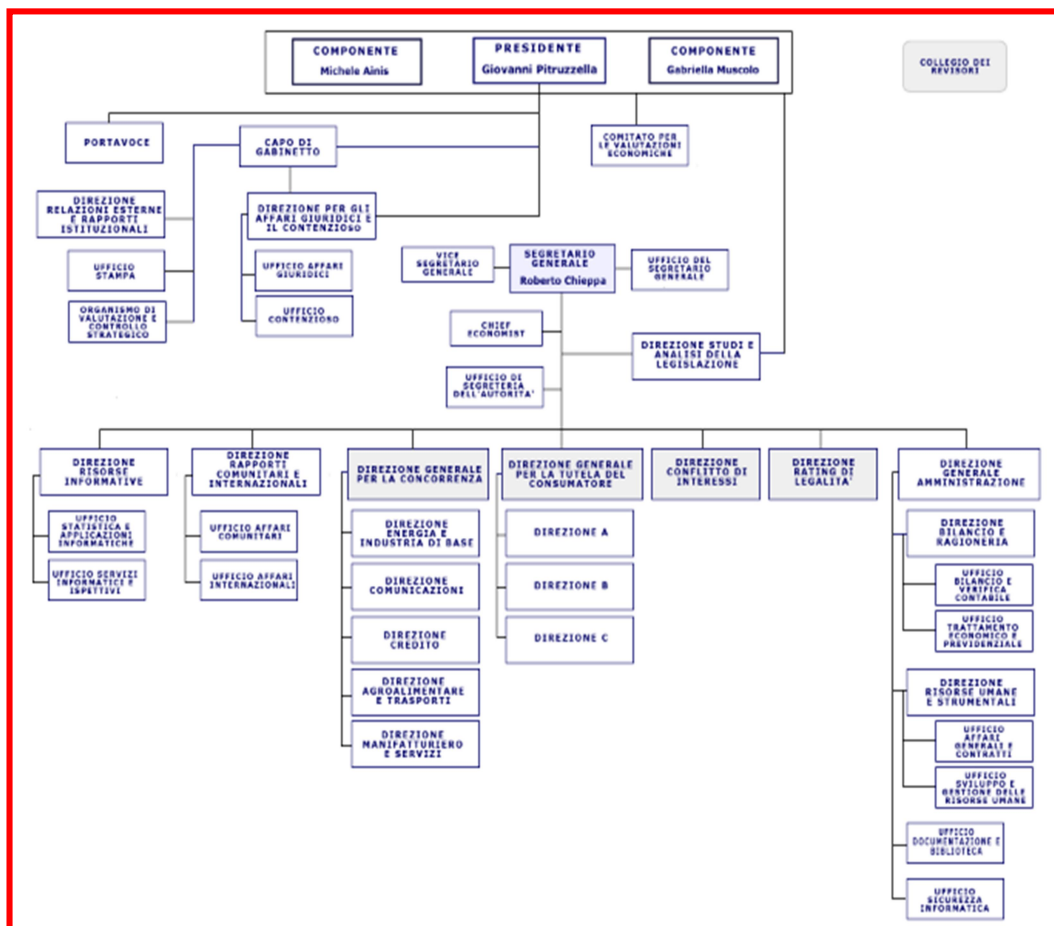 COMPONENTE
Michele Ainis
PRESIDENTE
Giovanni Pitruzzella
COMPONENTE
Gabriella Muscolo
COLLEGIO DEI
REVISORI
PORTAVOCE
CAPO DI
GABINETTO
COMITATO PER
LE VALUTAZIONI
ECONOMICHE
DIREZIONE
RELAZIONI ESTERNE
E RAPPORTI
ISTITUZIONALI
DIREZIONE PER GLI
AFFARI GIURIDICI E
IL CONTENZIOSO
UFFICIO
STAMPA
UFFICIO AFFARI
GIURIDICI
ORGANISMO DI
VALUTAZIONE E
CONTROLLO
STRATEGICO
UFFICIO
CONTENZIOSO
VICE
SEGRETARIO
GENERALE
SEGRETARIO
GENERALE
Roberto Chieppa
UFFICIO DEL
SEGRETARIO
GENERALE
CHIEF
ECONOMIST
DIREZIONE STUDI E
ANALISI DELLA
LEGISLAZIONE
UFFICIO DI
SEGRETERIA
DELL'AUTORITA'
DIREZIONE
RISORSE
INFORMATIVE
UFFICIO
STATISTICA E
APPLICAZIONI
INFORMATICHE
UFFICIO SERVIZI
INFORMATICI E
ISPETTIVI
DIREZIONE
RAPPORTI
COMUNITARI E
INTERNAZIONALI
UFFICIO AFFARI
COMUNITARI
UFFICIO AFFARI
INTERNAZIONALI
DIREZIONE GENERALE
PER LA CONCORRENZA
DIREZIONE
ENERGIA E
INDUSTRIA DI BASE
DIREZIONE
COMUNICAZIONI
DIREZIONE
CREDITO
DIREZIONE
AGROALIMENTARE
E TRASPORTI
DIREZIONE
MANIFATTURIERO
E SERVIZI
DIREZIONE GENERALE
PER LA TUTELA DEL
CONSUMATORE
DIREZIONE A
DIREZIONE B
DIREZIONE C
DIREZIONE
CONFLITTO DI
INTERESSI
DIREZIONE
RATING DI
LEGALITA'
DIREZIONE
GENERALE
AMMINISTRAZIONE
DIREZIONE
BILANCIO E
RAGIONERIA
UFFICIO
BILANCIO E
VERIFICA
CONTABILE
UFFICIO
TRATTAMENTO
ECONOMICO E
PREVIDENZIALE
DIREZIONE
RISORSE UMANE
E STRUMENTALI
UFFICIO
AFFARI
GENERALI E
CONTRATTI
UFFICIO
SVILUPPO E
GESTIONE DELLE
RISORSE UMANE
UFFICIO
DOCUMENTAZIONE E
BIBLIOTECA
UFFICIO
SICUREZZA
INFORMATICA